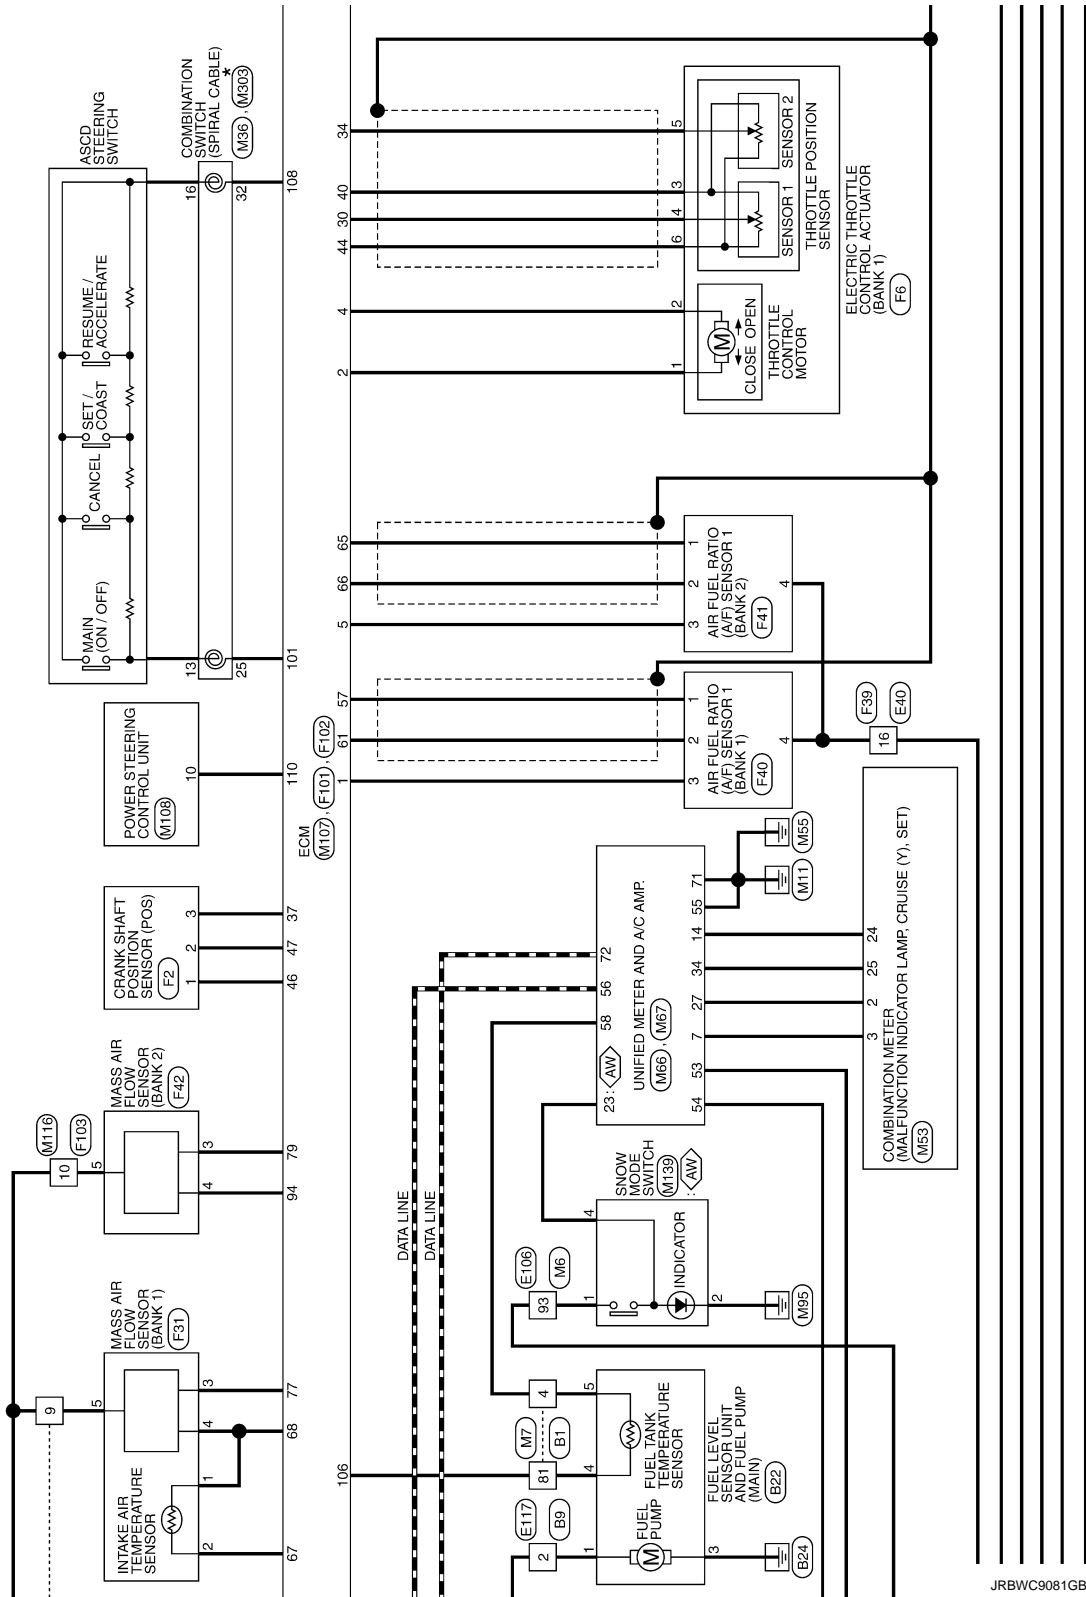 ASCD
STEERING
SWITCH
MAIN
(ON / OFF)
CANCEL
SET /
COAST
RESUME /
ACCELERATE
COMBINATION
SWITCH
(SPIRAL CABLE)
M36 , M303 *
13
16
25
32
101
108
POWER STEERING
CONTROL UNIT
M108
10
110
CRANK SHAFT
POSITION
SENSOR (POS)
F2
1
2
3
46
47
37
MASS AIR
FLOW
SENSOR
(BANK 2)
F42
M116
F103
10
5
4
3
94
79
MASS AIR
FLOW
SENSOR
(BANK 1)
F31
9
5
INTAKE AIR
TEMPERATURE
SENSOR
2
1
4
3
67
68
77
ECM
M107 , F101 , F102
106
1
61
57
5
66
65
2
4
44
30
40
34
DATA LINE
DATA LINE
E117
B9
2
M7
B1
81
4
1
4
5
FUEL
PUMP
M
FUEL TANK
TEMPERATURE
SENSOR
3
FUEL LEVEL
SENSOR UNIT
AND FUEL PUMP
(MAIN)
B22
B24
E106
M6
93
1
4
SNOW
MODE
SWITCH
M139
: AW
INDICATOR
2
M95
23 : AW
58
56
72
UNIFIED METER AND A/C AMP.
M66 , M67
54
53
7
27
34
14
55
71
M11
M55
3
2
25
24
COMBINATION METER
(MALFUNCTION INDICATOR LAMP, CRUISE (Y), SET)
M53
3
2
1
AIR FUEL RATIO
(A/F) SENSOR 1
(BANK 1)
F40
4
16
F39
E40
3
2
1
AIR FUEL RATIO
(A/F) SENSOR 1
(BANK 2)
F41
4
1
2
6
4
3
5
M
CLOSE OPEN
THROTTLE
CONTROL
MOTOR
SENSOR 1
SENSOR 2
THROTTLE POSITION
SENSOR
ELECTRIC THROTTLE
CONTROL ACTUATOR
(BANK 1)
F6
JRBWC9081GB